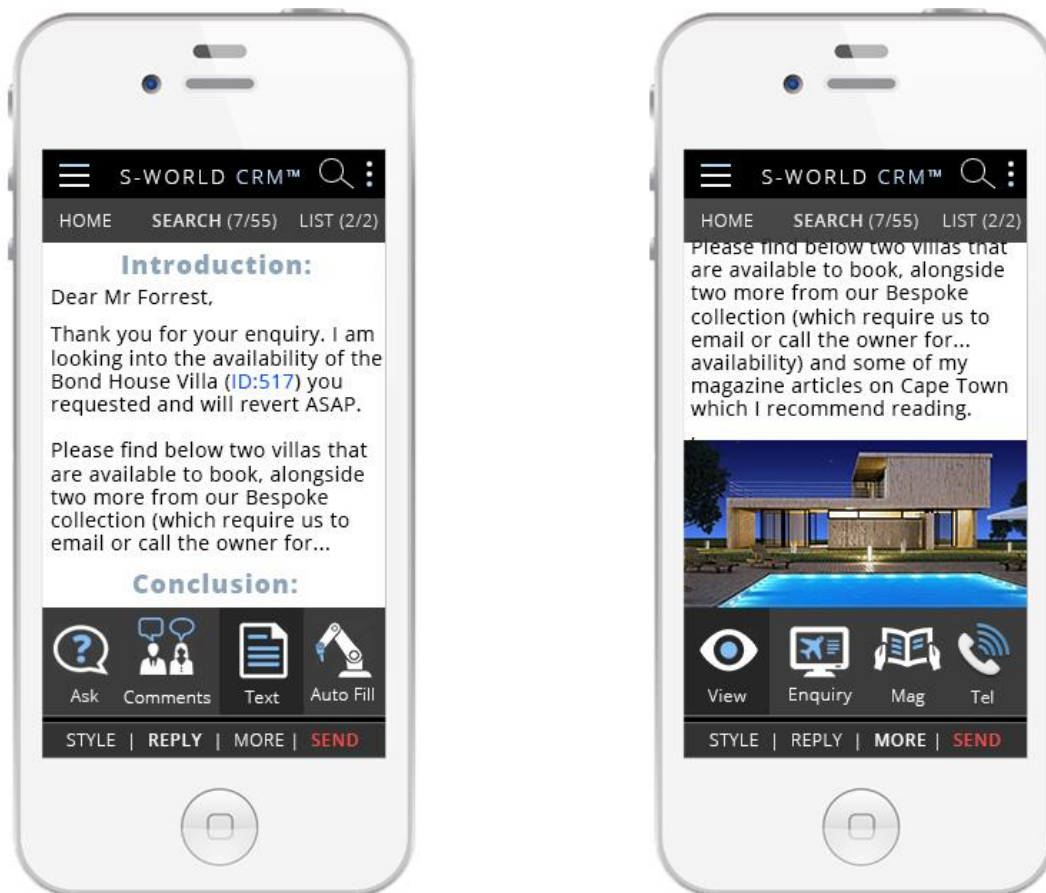 S-WORLD CRM™
HOME SEARCH (7/55) LIST (2/2)
Introduction:
Dear Mr Forrest,
Thank you for your enquiry. I am
looking into the availability of the
Bond House Villa (ID:517) you
requested and will revert ASAP.
Please find below two villas that
are available to book, alongside
two more from our Bespoke
collection (which require us to
email or call the owner for...
Conclusion:
Ask Comments Text Auto Fill
STYLE | REPLY | MORE | SEND
S-WORLD CRM™
HOME SEARCH (7/55) LIST (2/2)
Please find below two villas that
are available to book, alongside
two more from our Bespoke
collection (which require us to
email or call the owner for...
availability) and some of my
magazine articles on Cape Town
which I recommend reading.
View Enquiry Mag Tel
STYLE | REPLY | MORE | SEND